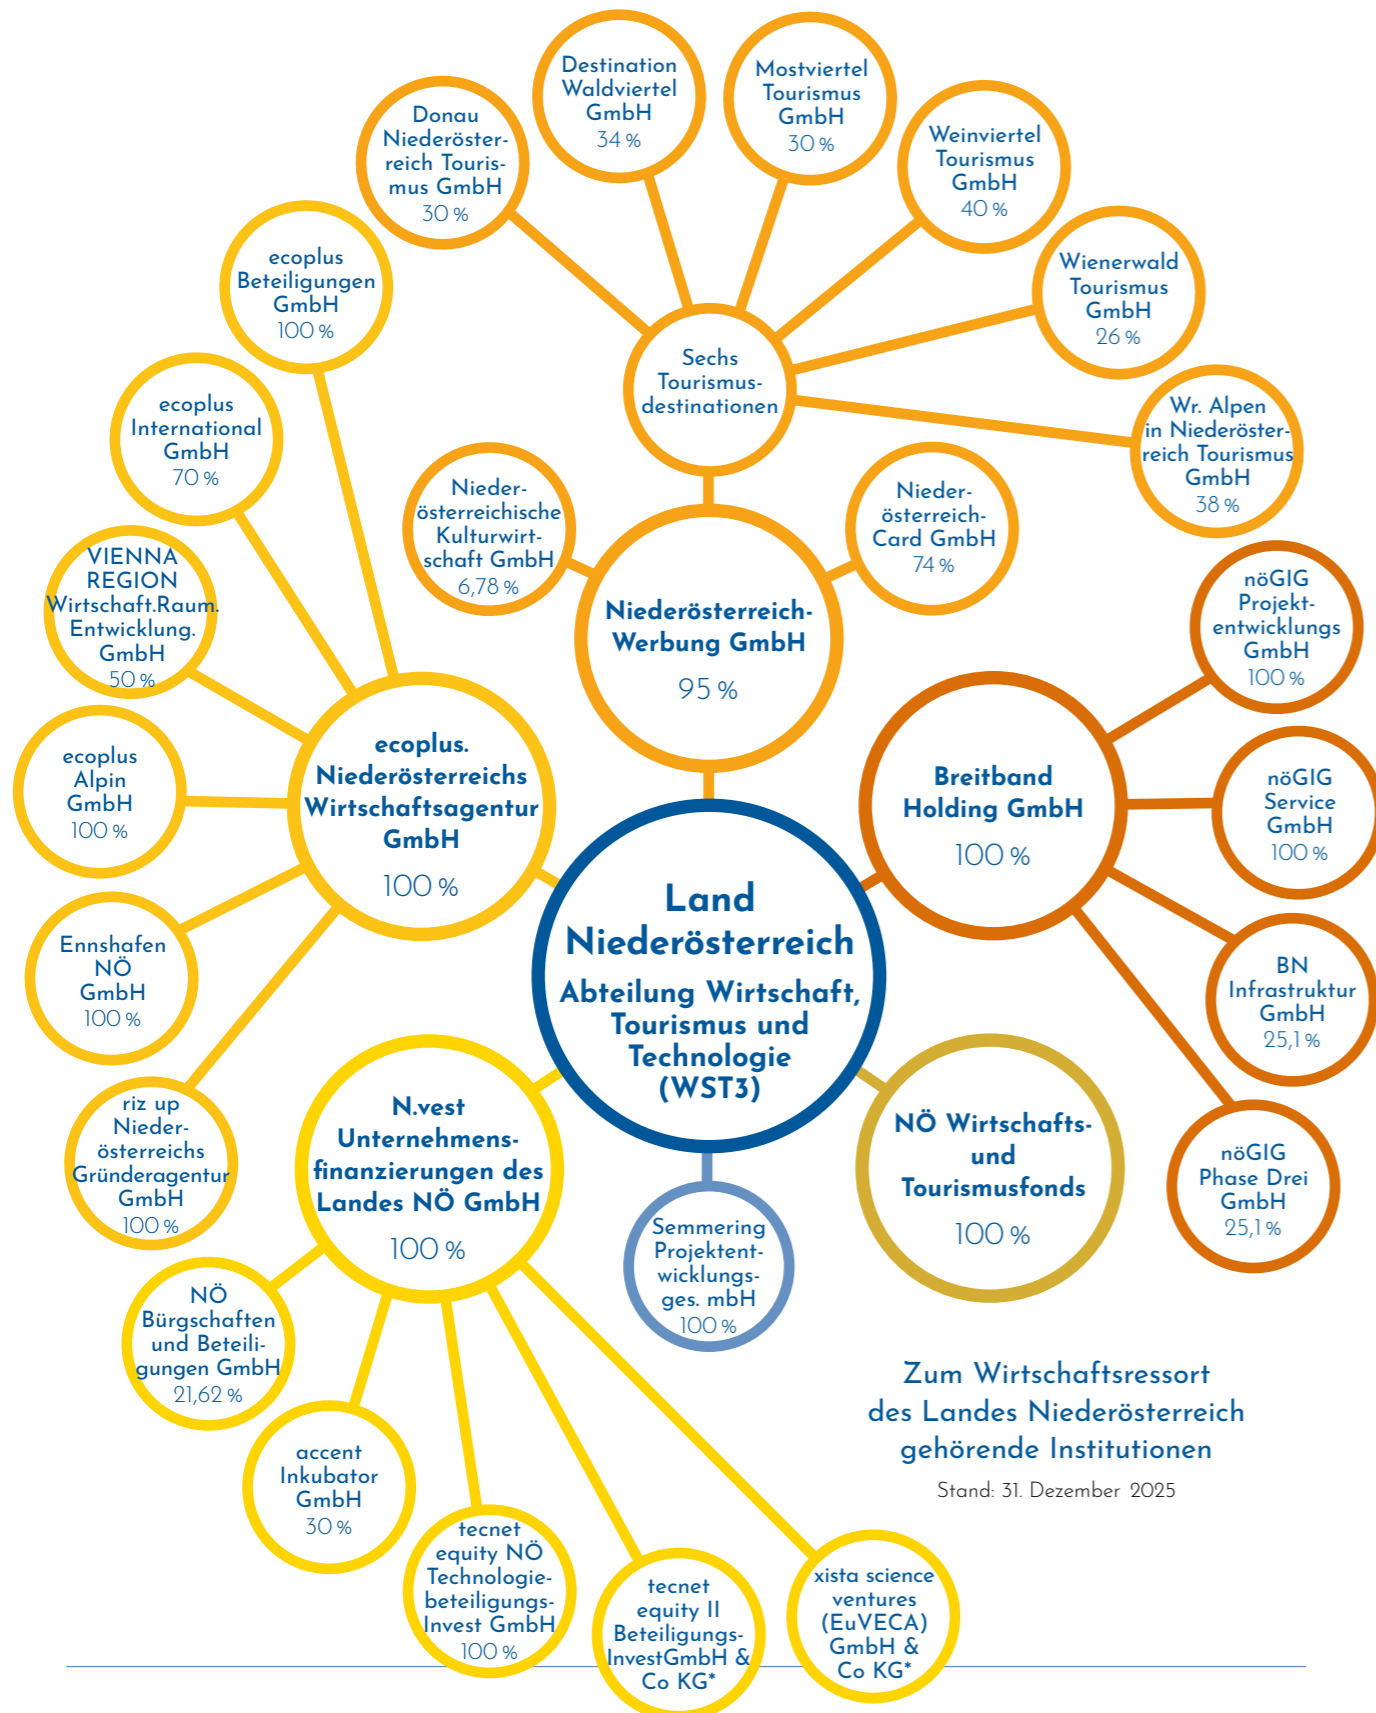 Destination
Waldviertel
GmbH
34 %
Mostviertel
Tourismus
GmbH
30 %
Donau
Niederöster-
reich Touris-
mus GmbH
30 %
Weinviertel
Tourismus
GmbH
40 %
ecoplus
Beteiligungen
GmbH
100 %
Wienerwald
Tourismus
GmbH
26 %
Sechs
Tourismus-
destinationen
ecoplus
International
GmbH
70 %
Wr. Alpen
in Niederöster-
reich Tourismus
GmbH
38 %
Nieder-
österreichische
Kulturwirt-
schaft GmbH
6,78 %
Nieder-
österreich-
Card GmbH
74 %
VIENNA
REGION
Wirtschaft.Raum.
Entwicklung.
GmbH
50 %
Niederösterreich-
Werbung GmbH
95 %
nöGIG
Projekt-
entwicklungs
GmbH
100 %
ecoplus.
Niederösterreichs
Wirtschaftsagentur
GmbH
100 %
Breitband
Holding GmbH
100 %
ecoplus
Alpin
GmbH
100 %
nöGIG
Service
GmbH
100 %
Land
Niederösterreich
Abteilung Wirtschaft,
Tourismus und
Technologie
(WST3)
Ennshafen
NÖ
GmbH
100 %
BN
Infrastruktur
GmbH
25,1 %
riz up
Nieder-
österreichs
Gründeragentur
GmbH
100 %
N.vest
Unternehmens-
finanzierungen des
Landes NÖ GmbH
100 %
NÖ Wirtschafts-
und
Tourismusfonds
100 %
nöGIG
Phase Drei
GmbH
25,1 %
Semmering
Projektent-
wicklungs-
ges. mbH
100 %
NÖ
Bürgschaften
und Beteili-
gungen GmbH
21,62 %
accent
Inkubator
GmbH
30 %
tecnet
equity NÖ
Technologie-
beteiligungs-
Invest GmbH
100 %
tecnet
equity II
Beteiligungs-
InvestGmbH &
Co KG*
xista science
ventures
(EuVECA)
GmbH &
Co KG*
Zum Wirtschaftsressort
des Landes Niederösterreich
gehörende Institutionen
Stand: 31. Dezember 2025